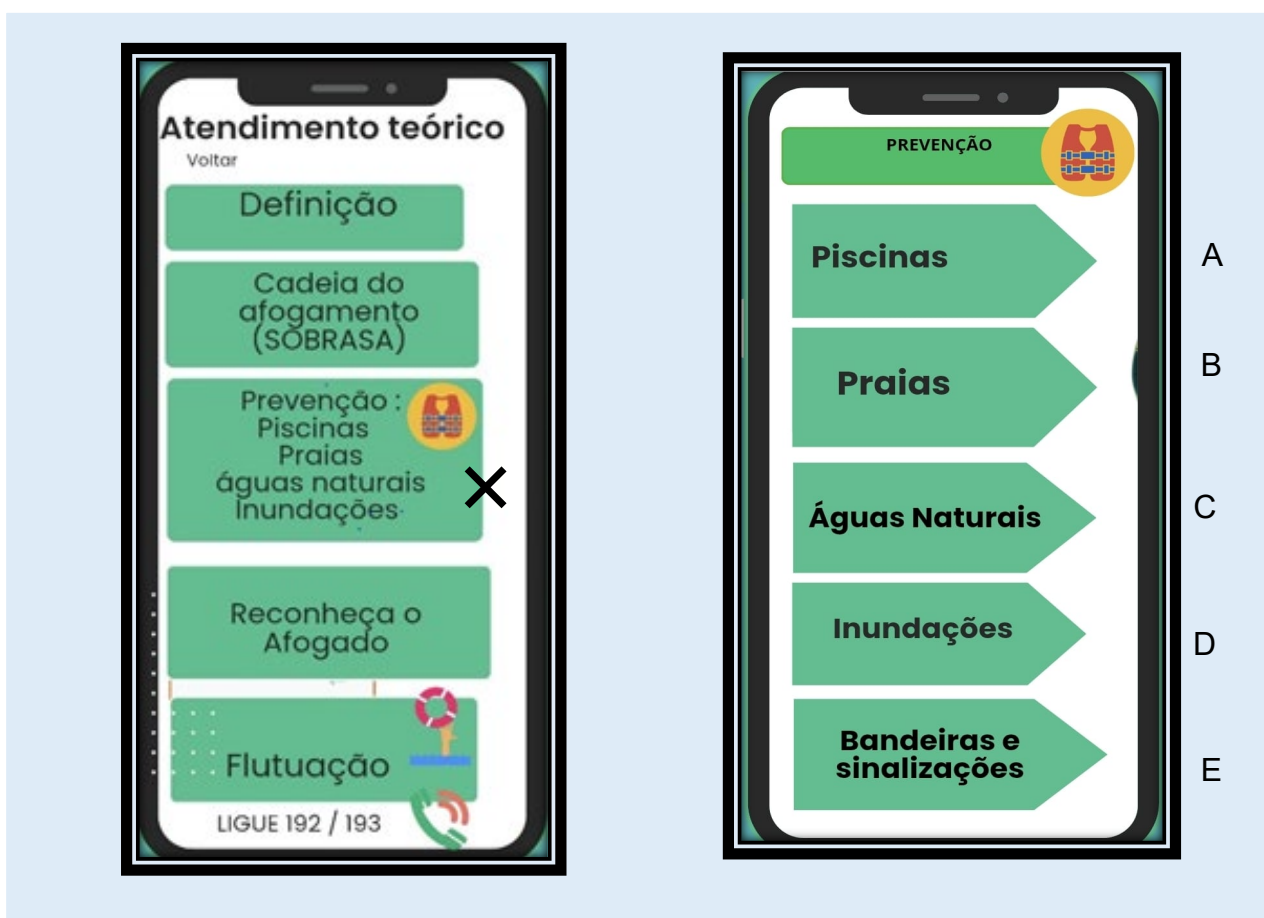 Atendimento teórico
Voltar
Definição
Cadeia do
afogamento
(SOBRASA)
Prevenção :
Piscinas
Praias
águas naturais
Inundações
Reconheça o
Afogado
Flutuação
LIGUE 192 / 193
PREVENÇÃO
Piscinas
A
Praias
B
Águas Naturais
C
Inundações
D
Bandeiras e
sinalizações
E